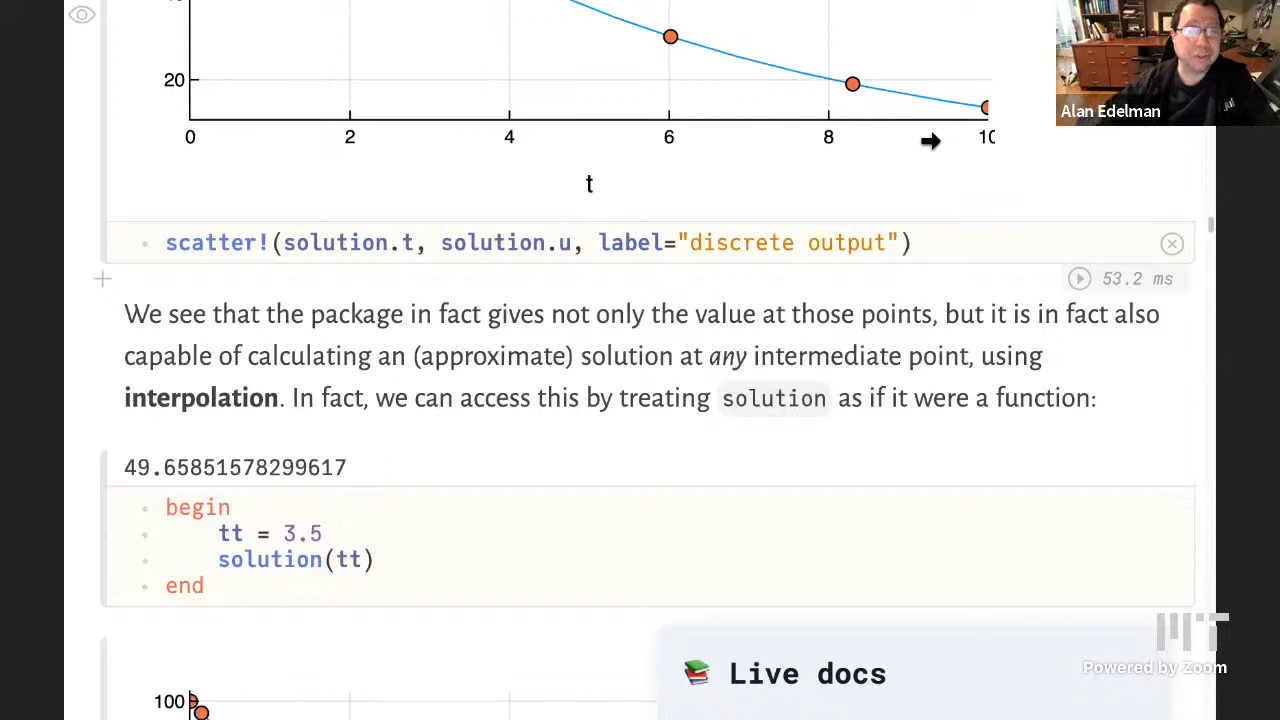 20
0 2 4 6 8 10
t
Alan Edelman
scatter!(solution.t, solution.u, label="discrete output")
53.2 ms
We see that the package in fact gives not only the value at those points, but it is in fact also
capable of calculating an (approximate) solution at any intermediate point, using
interpolation. In fact, we can access this by treating solution as if it were a function:
49.65851578299617
begin
tt = 3.5
solution(tt)
end
100
Live docs
MIT
Powered by Zoom